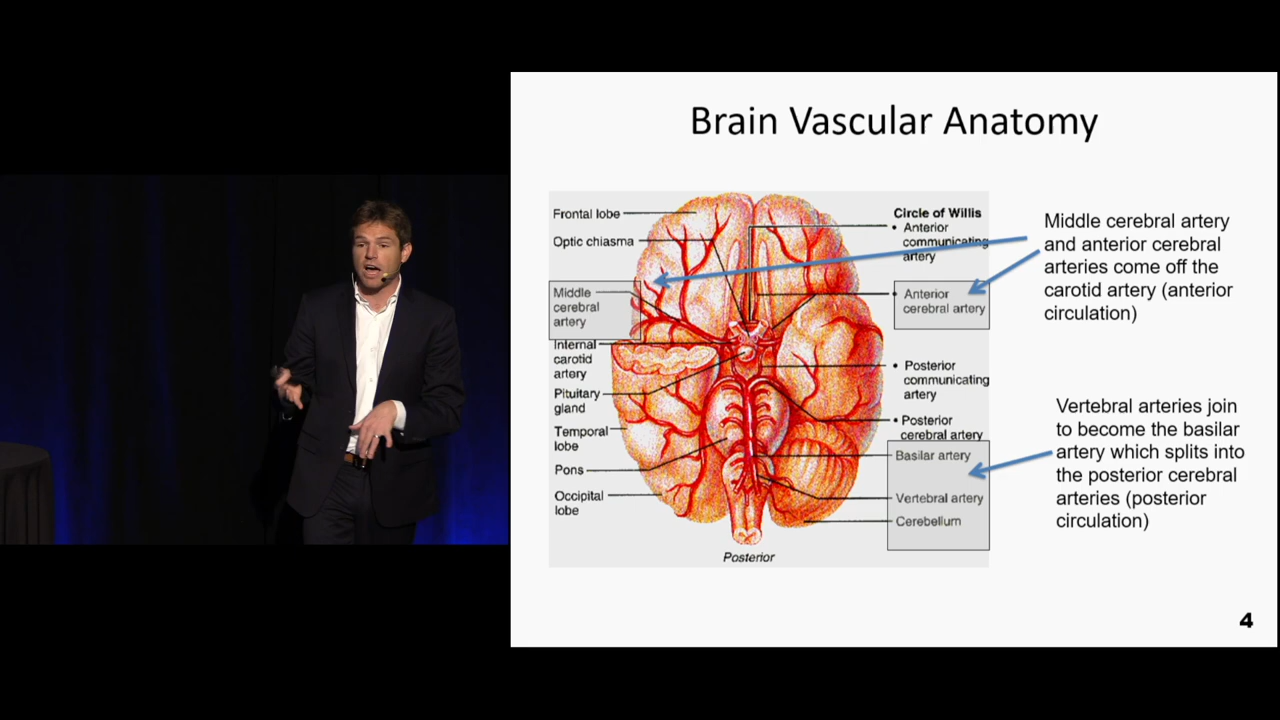 Brain Vascular Anatomy
Frontal lobe
Optic chiasma
Middle
cerebral
artery
Internal
carotid
artery
Pituitary
gland
Temporal
lobe
Pons
Occipital
lobe
Circle of Willis
• Anterior
communicating
artery
• Anterior
cerebral artery
• Posterior
communicating
artery
• Posterior
cerebral artery
Basilar artery
Vertebral artery
Cerebellum
Posterior
Middle cerebral artery
and anterior cerebral
arteries come off the
carotid artery (anterior
circulation)
Vertebral arteries join
to become the basilar
artery which splits into
the posterior cerebral
arteries (posterior
circulation)
4